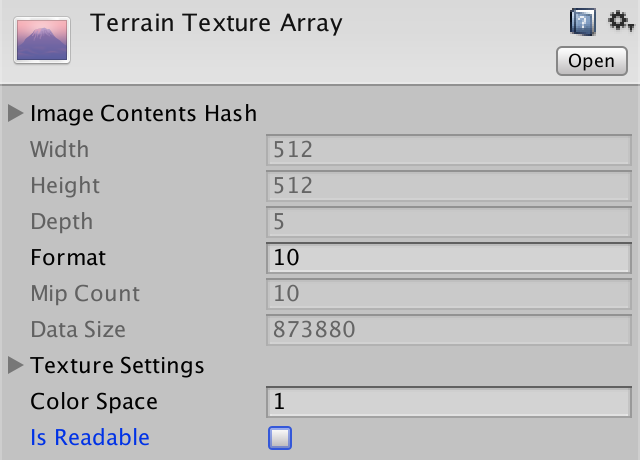 Terrain Texture Array
Open
Image Contents Hash
Width 512
Height 512
Depth 5
Format 10
Mip Count 10
Data Size 873880
Texture Settings
Color Space 1
Is Readable